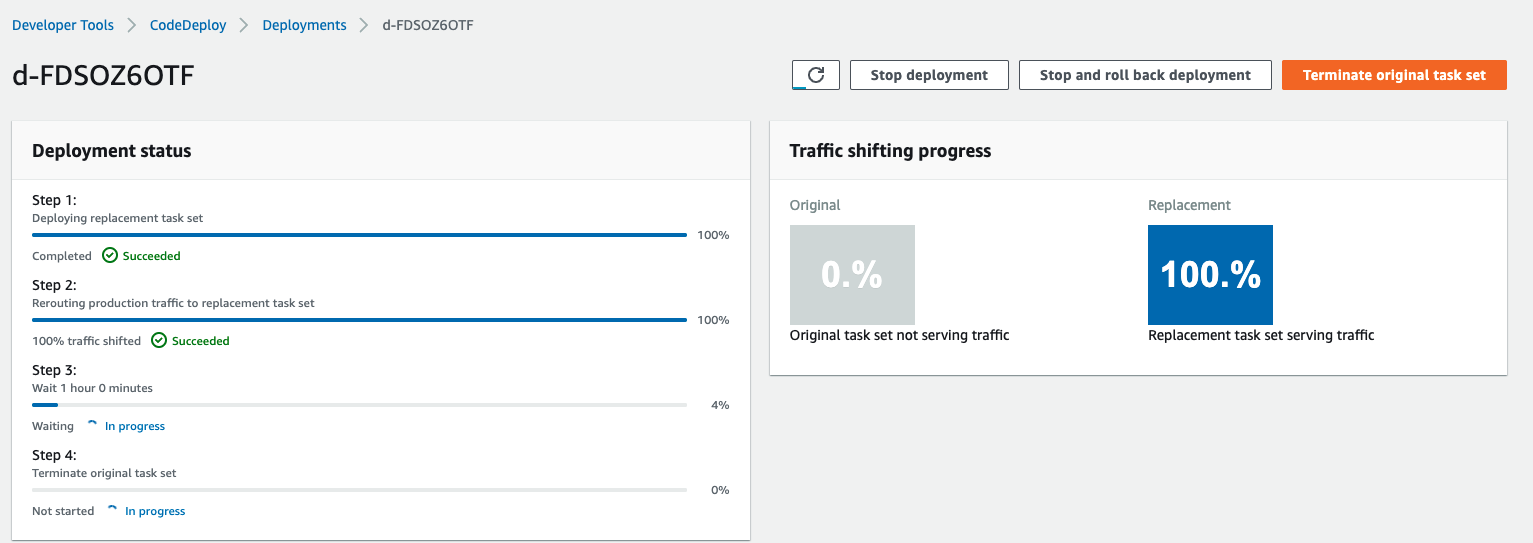 Developer Tools CodeDeploy Deployments d-FDSOZ6OTF
d-FDSOZ6OTF
Stop deployment Stop and roll back deployment Terminate original task set
Deployment status
Step 1:
Deploying replacement task set
100%
Completed Succeeded
Step 2:
Rerouting production traffic to replacement task set
100%
100% traffic shifted Succeeded
Step 3:
Wait 1 hour 0 minutes
4%
Waiting In progress
Step 4:
Terminate original task set
0%
Not started In progress
Traffic shifting progress
Original
0.%
Original task set not serving traffic
Replacement
100.%
Replacement task set serving traffic